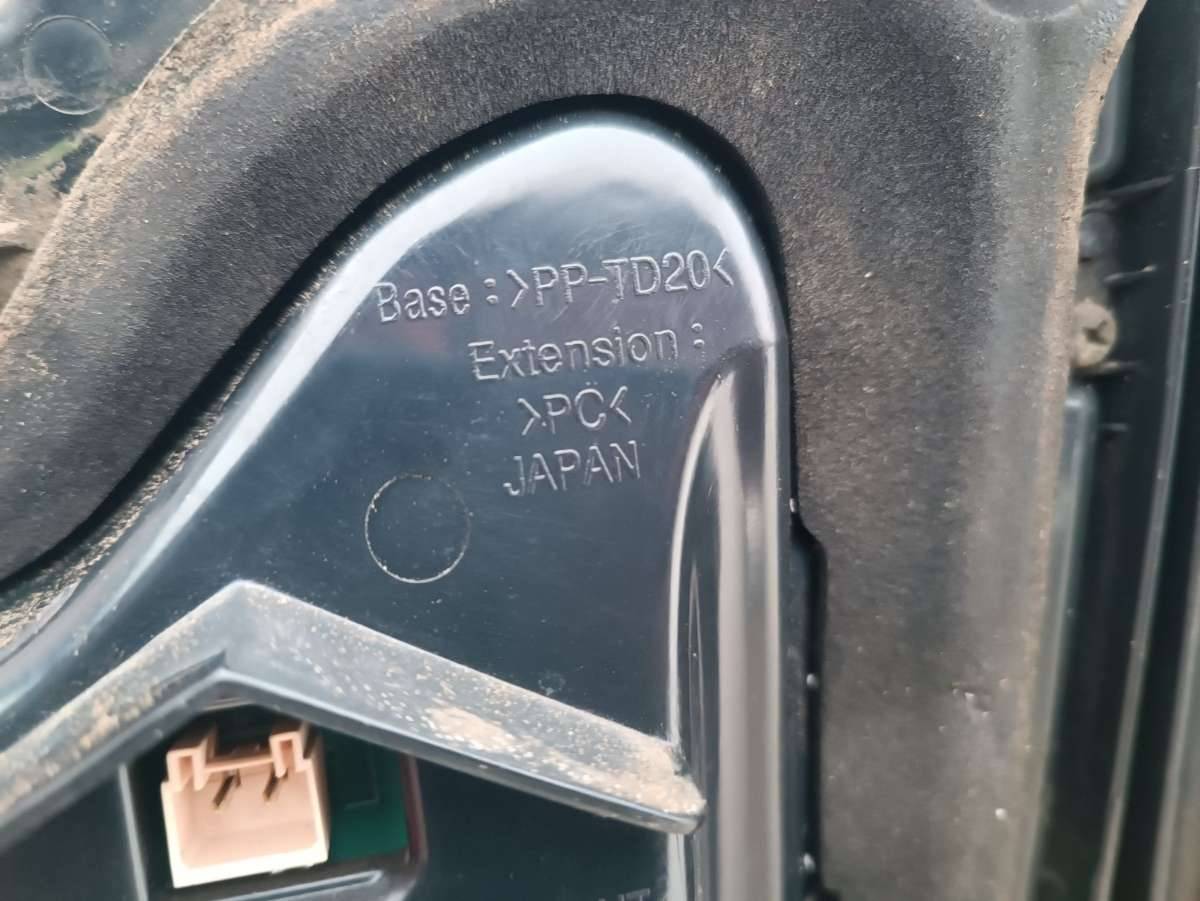 Base : >PP-TD20<
Extension :
>PC<
JAPAN